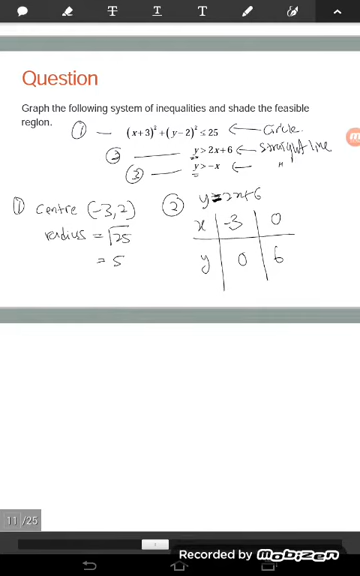 Question
Graph the following system of inequalities and shade the feasible
region.
① — (x+3)² + (y−2)² ≤ 25 ← Circle
② — y > 2x + 6 ← Straight line
③ — y > −x ← "
① centre (-3, 2)
radius = √25
= 5
② y = 2x+6
x | -3 | 0
y | 0 | 6
11 /25
Recorded by mobizen